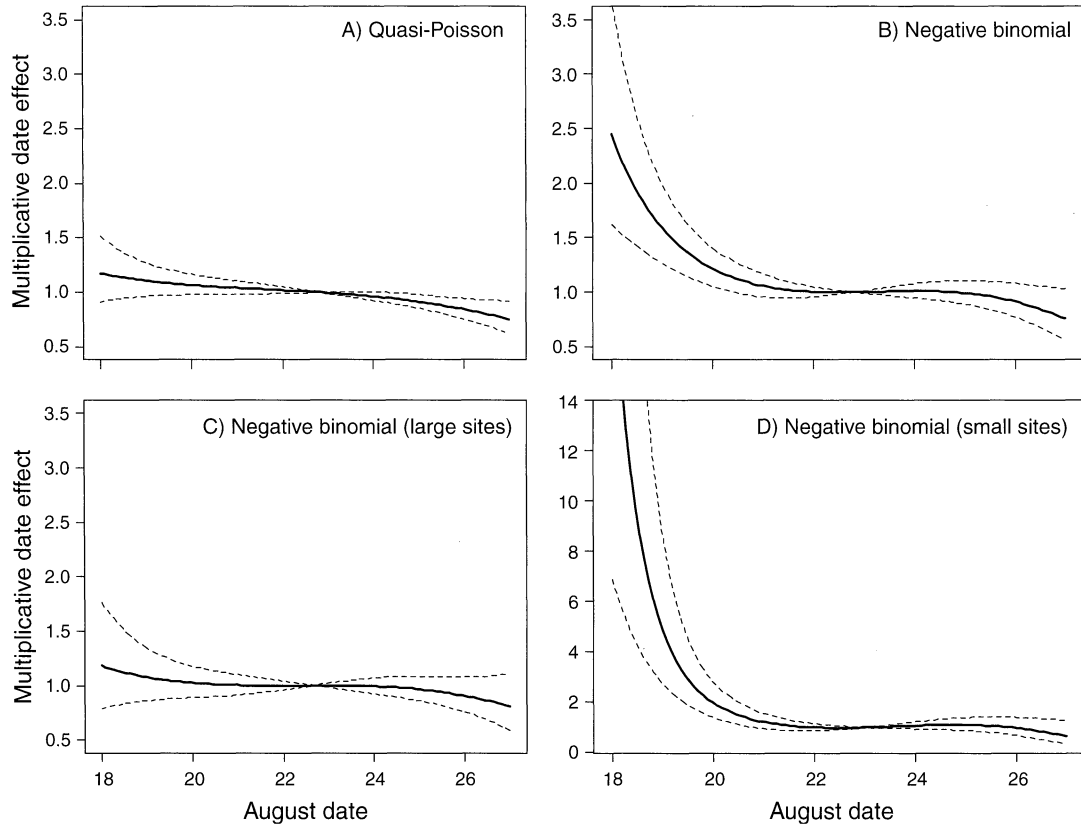 A) Quasi-Poisson
Multiplicative date effect
3.5
3.0
2.5
2.0
1.5
1.0
0.5
B) Negative binomial
3.5
3.0
2.5
2.0
1.5
1.0
0.5
C) Negative binomial (large sites)
Multiplicative date effect
3.5
3.0
2.5
2.0
1.5
1.0
0.5
18 20 22 24 26
August date
D) Negative binomial (small sites)
14
12
10
8
6
4
2
0
18 20 22 24 26
August date